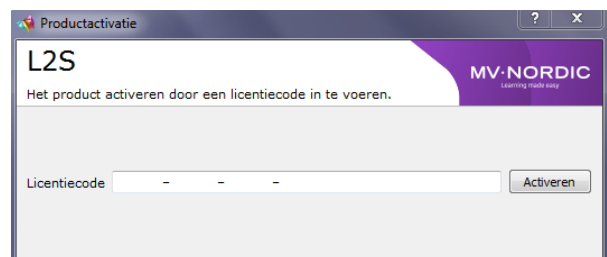 Productactivatie
? X
L2S
MV·NORDIC
Learning made easy
Het product activeren door een licentiecode in te voeren.
Licentiecode - - - Activeren